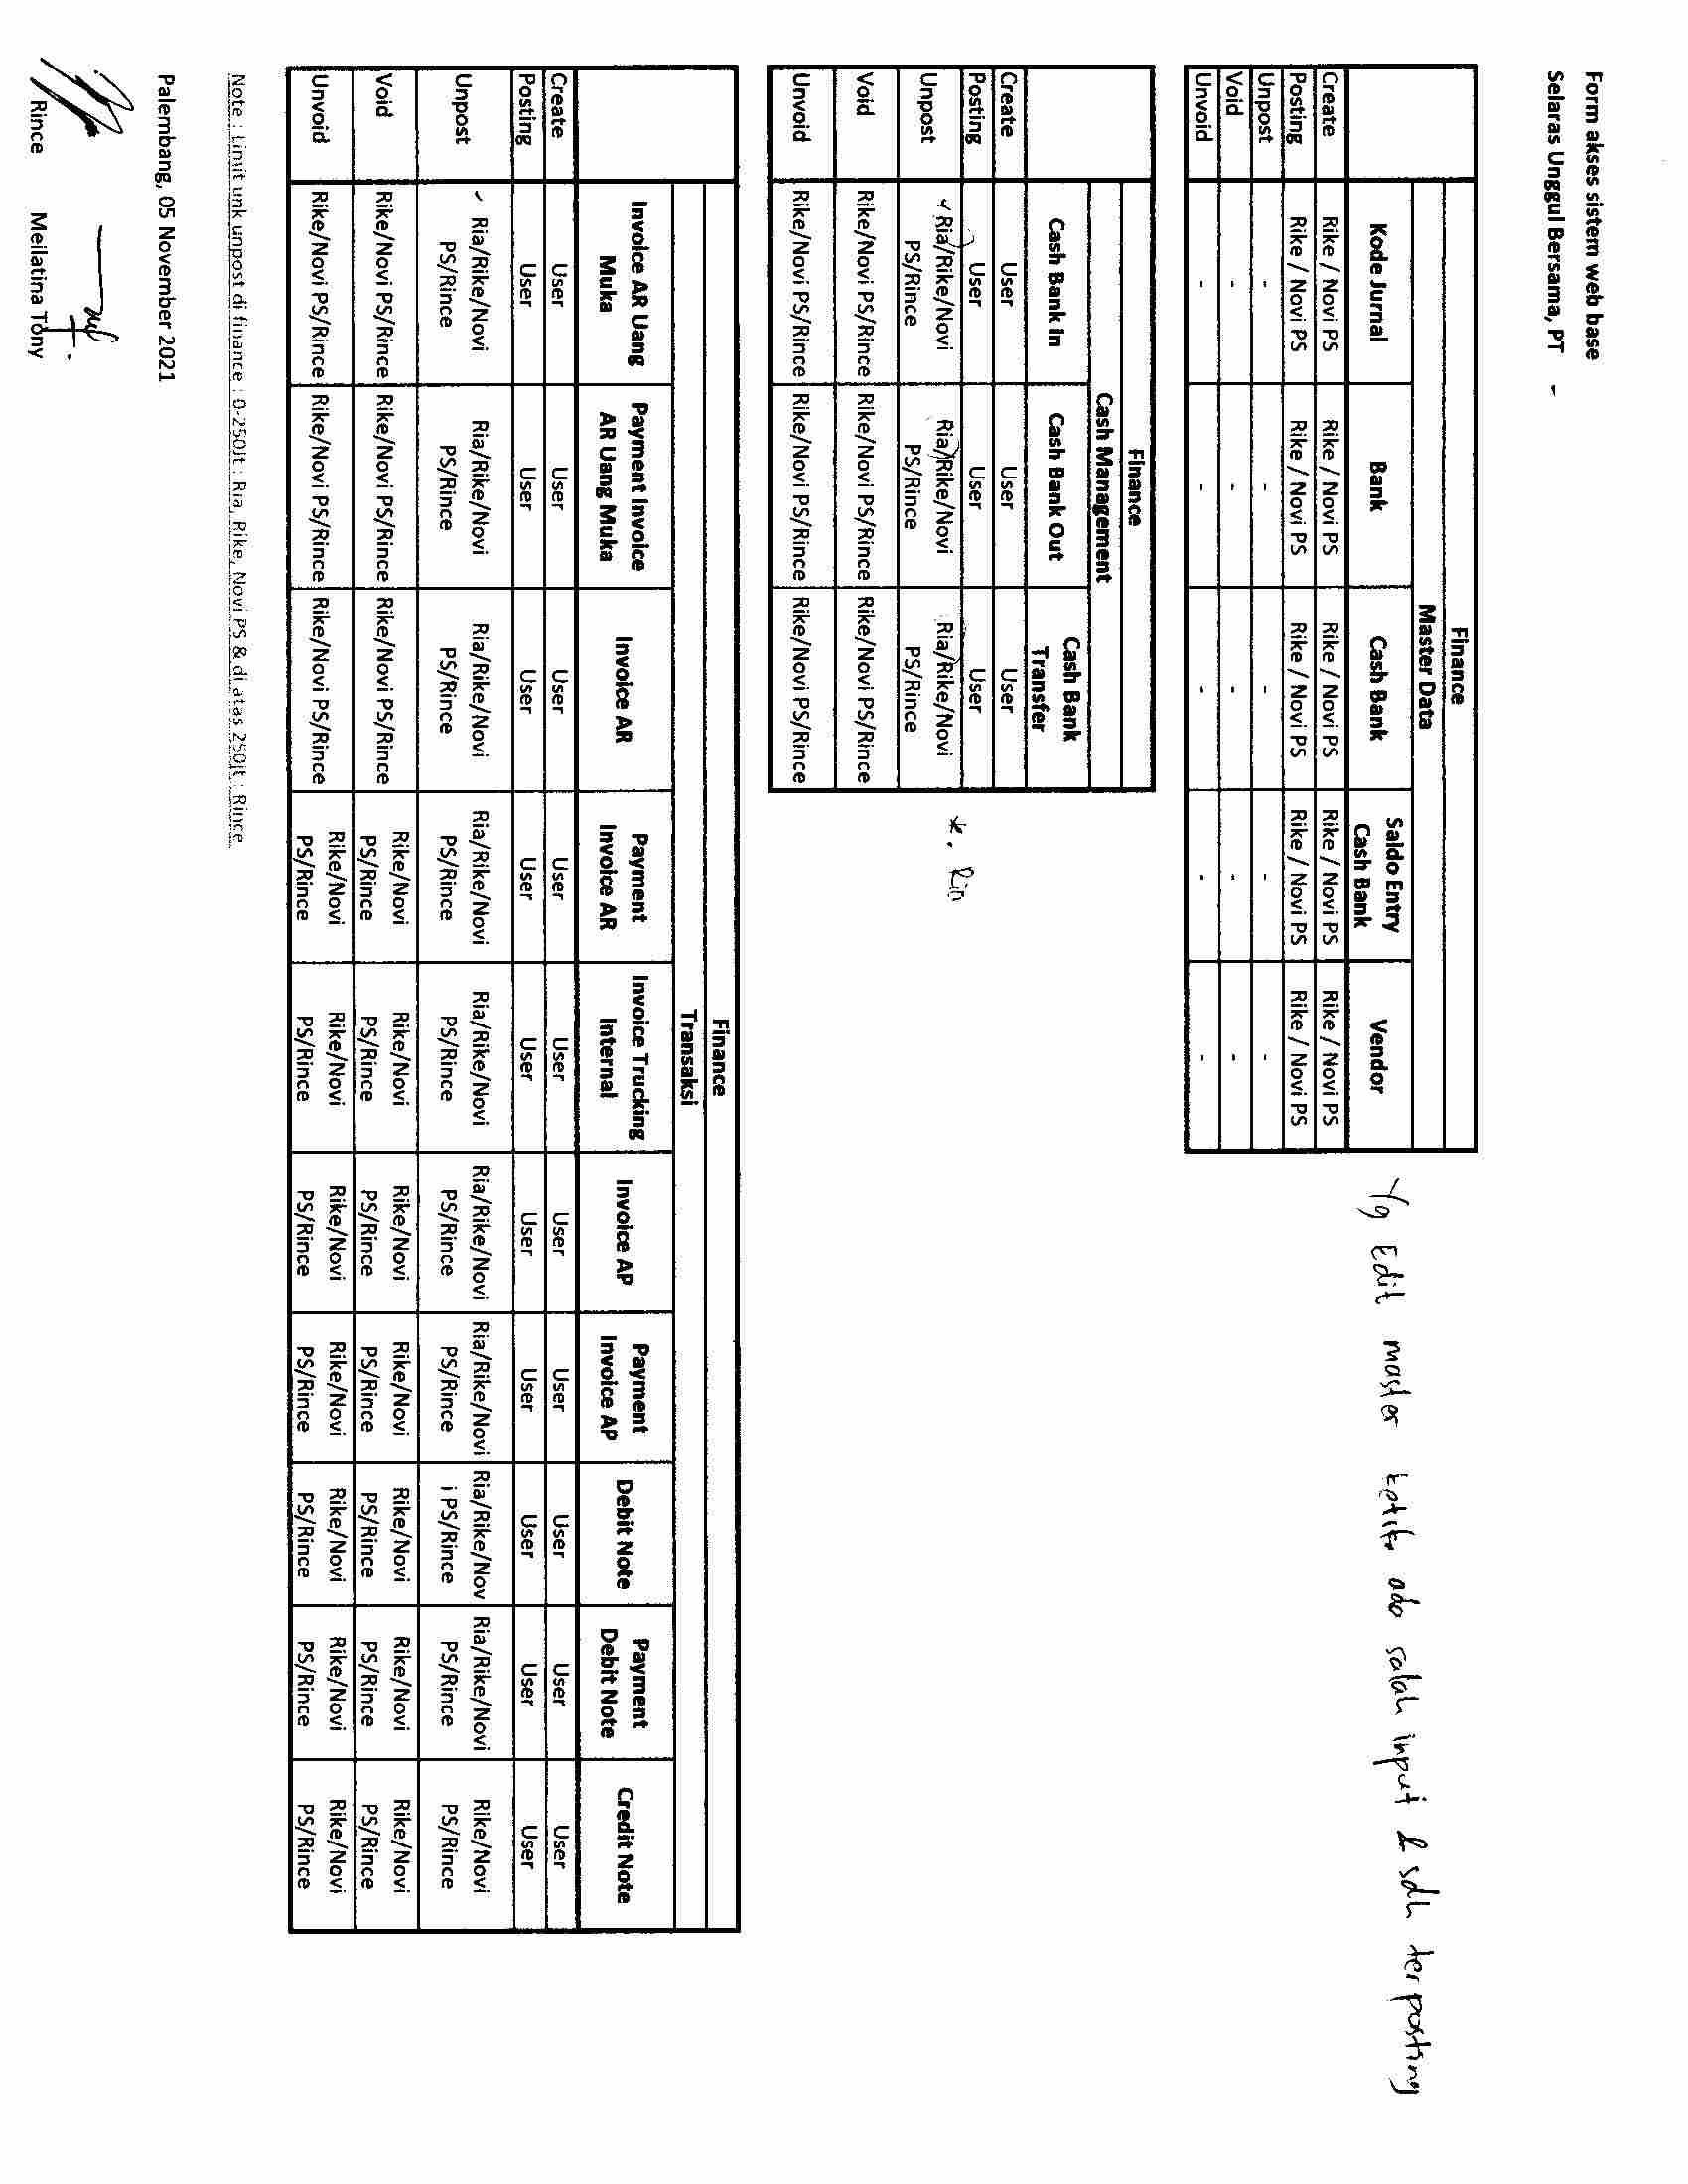 Form akses sistem web base
Selaras Unggul Bersama, PT -
Finance
Master Data
Kode Jurnal Bank Cash Bank Saldo Entry Cash Bank Vendor
Create Rike / Novi PS Rike / Novi PS Rike / Novi PS Rike / Novi PS Rike / Novi PS
Posting Rike / Novi PS Rike / Novi PS Rike / Novi PS Rike / Novi PS Rike / Novi PS
Unpost - - - - -
Void - - - - -
Unvoid - - - - -
Yg Edit master ketika ada salah input & sdh terposting
Finance
Cash Management
Cash Bank In Cash Bank Out Cash Bank Transfer
Create User User User
Posting User User User
Unpost Ria/Rike/Novi PS/Rince Ria/Rike/Novi PS/Rince Ria/Rike/Novi PS/Rince
Void Rike/Novi PS/Rince Rike/Novi PS/Rince Rike/Novi PS/Rince
Unvoid Rike/Novi PS/Rince Rike/Novi PS/Rince Rike/Novi PS/Rince
Finance
Transaksi
Invoice AR Uang Muka Payment Invoice AR Uang Muka Invoice AR Payment Invoice AR Invoice Trucking Internal Invoice AP Payment Invoice AP Debit Note Payment Debit Note Credit Note
Create User User User User User User User User User User
Posting User User User User User User User User User User
Unpost Ria/Rike/Novi PS/Rince Ria/Rike/Novi PS/Rince Ria/Rike/Novi PS/Rince Ria/Rike/Novi PS/Rince Ria/Rike/Novi PS/Rince Ria/Rike/Novi PS/Rince Ria/Rike/Novi PS/Rince Ria/Rike/Nov i PS/Rince Ria/Rike/Novi PS/Rince Rike/Novi PS/Rince
Void Rike/Novi PS/Rince Rike/Novi PS/Rince Rike/Novi PS/Rince Rike/Novi PS/Rince Rike/Novi PS/Rince Rike/Novi PS/Rince Rike/Novi PS/Rince Rike/Novi PS/Rince Rike/Novi PS/Rince Rike/Novi PS/Rince
Unvoid Rike/Novi PS/Rince Rike/Novi PS/Rince Rike/Novi PS/Rince Rike/Novi PS/Rince Rike/Novi PS/Rince Rike/Novi PS/Rince Rike/Novi PS/Rince Rike/Novi PS/Rince Rike/Novi PS/Rince Rike/Novi PS/Rince
Note : Limit unk unpost di finance : 0-250Jt : Ria, Rike, Novi PS & di atas 250jt : Rince
Palembang, 05 November 2021
Rince Meilatina Tony